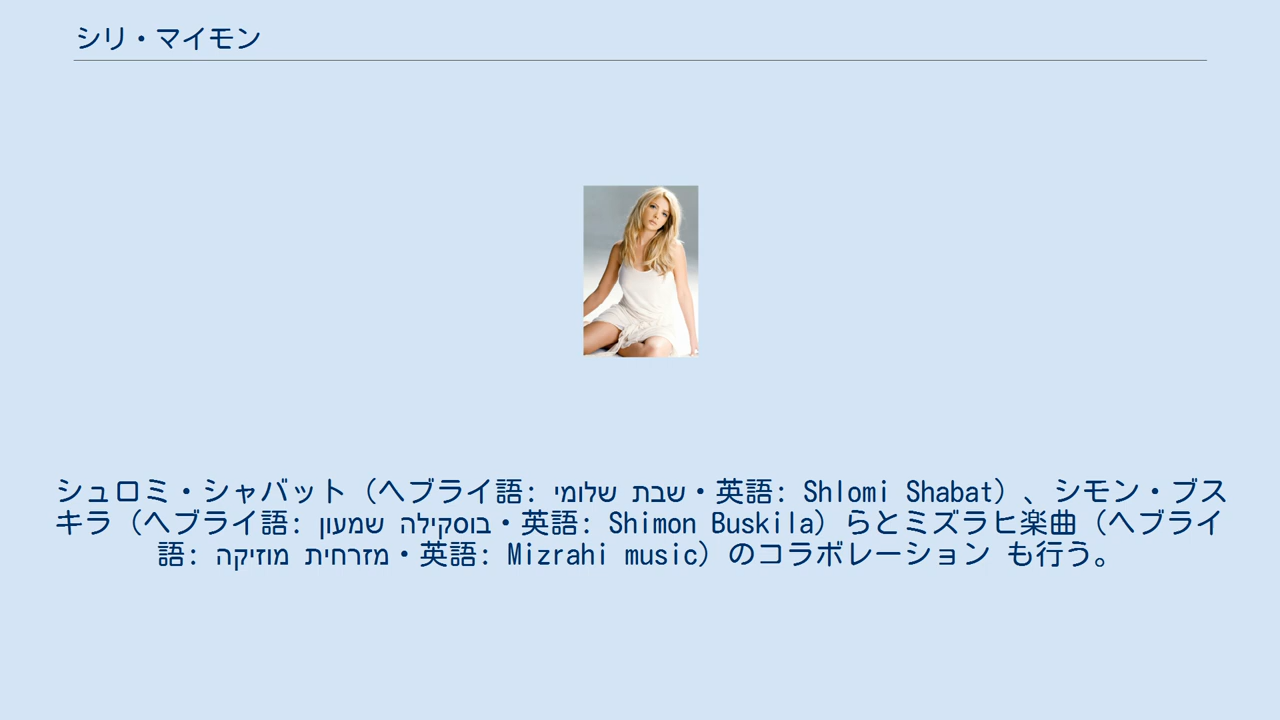 シリ・マイモン
シュロミ・シャバット（ヘブライ語: שלומי שבת・英語: Shlomi Shabat）、シモン・ブス
キラ（ヘブライ語: שמעון בוסקילה・英語: Shimon Buskila）らとミズラヒ楽曲（ヘブライ
語: מוזיקה מזרחית・英語: Mizrahi music）のコラボレーション も行う。